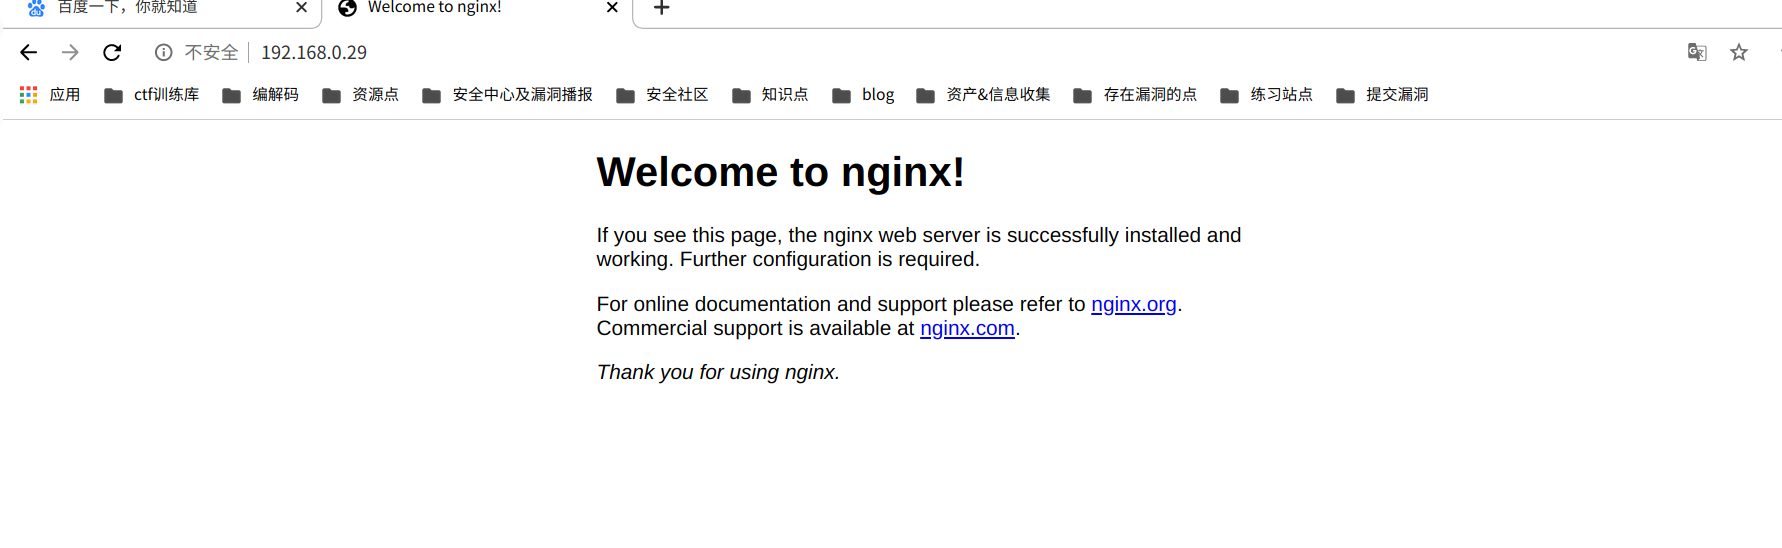 百度一下，你就知道
Welcome to nginx!
不安全 192.168.0.29
应用 ctf训练库 编解码 资源点 安全中心及漏洞播报 安全社区 知识点 blog 资产&信息收集 存在漏洞的点 练习站点 提交漏洞
Welcome to nginx!
If you see this page, the nginx web server is successfully installed and
working. Further configuration is required.
For online documentation and support please refer to nginx.org.
Commercial support is available at nginx.com.
Thank you for using nginx.